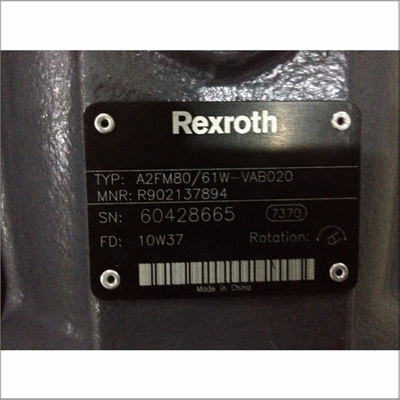 Rexroth
TYP: A2FM80/61W-VAB020
MNR: R902137894
SN: 60428665 7370
FD: 10W37 Rotation:
Made in China